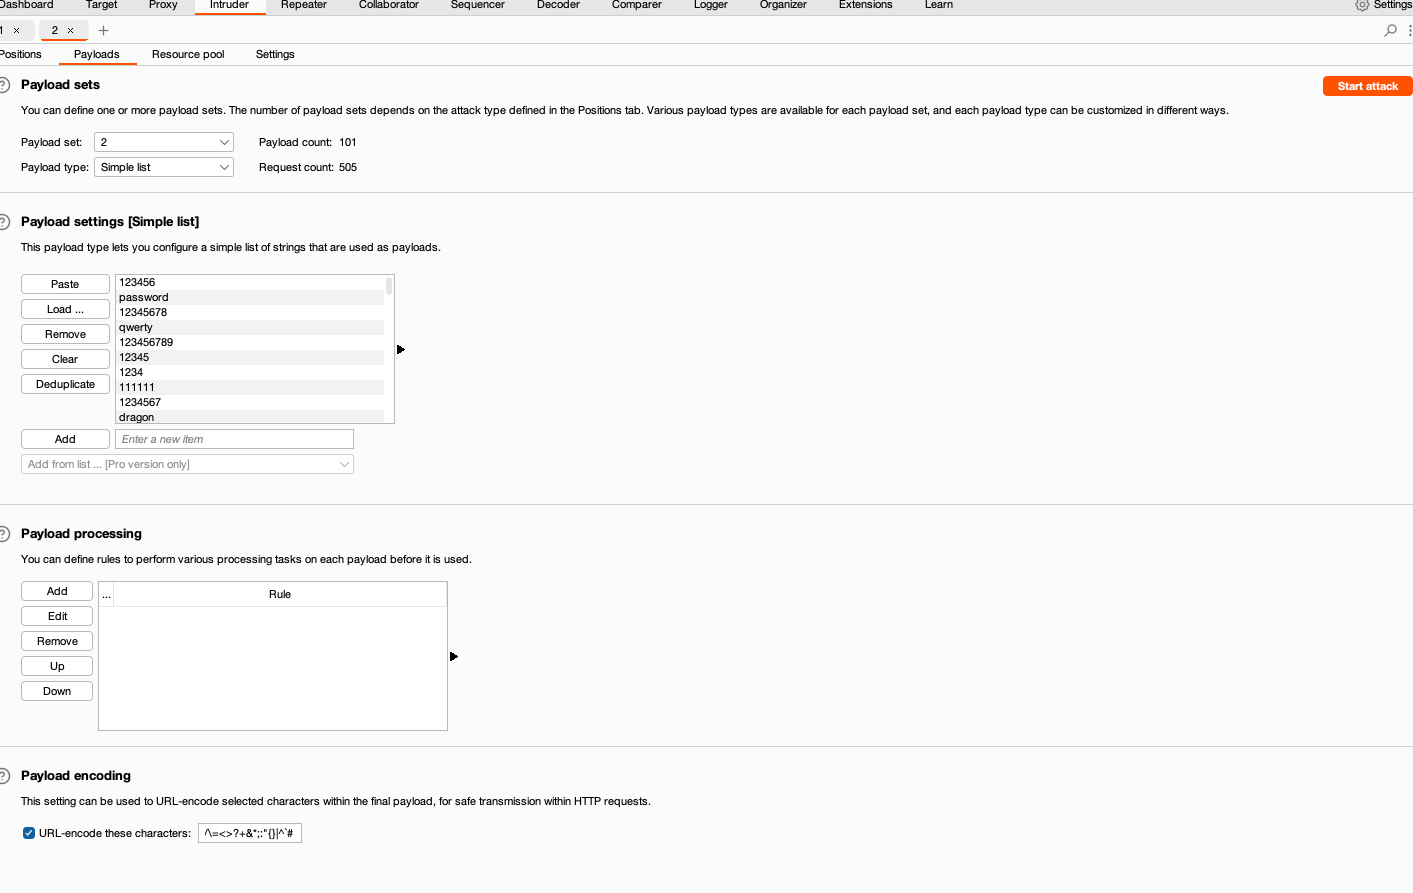 Dashboard Target Proxy Intruder Repeater Collaborator Sequencer Decoder Comparer Logger Organizer Extensions Learn Settings
1 × 2 × +
Positions Payloads Resource pool Settings
? Payload sets Start attack
You can define one or more payload sets. The number of payload sets depends on the attack type defined in the Positions tab. Various payload types are available for each payload set, and each payload type can be customized in different ways.
Payload set: 2 Payload count: 101
Payload type: Simple list Request count: 505
? Payload settings [Simple list]
This payload type lets you configure a simple list of strings that are used as payloads.
Paste
Load ...
Remove
Clear
Deduplicate
123456
password
12345678
qwerty
123456789
12345
1234
111111
1234567
dragon
Add Enter a new item
Add from list ... [Pro version only]
? Payload processing
You can define rules to perform various processing tasks on each payload before it is used.
Add
Edit
Remove
Up
Down
... Rule
? Payload encoding
This setting can be used to URL-encode selected characters within the final payload, for safe transmission within HTTP requests.
URL-encode these characters: /\=<>?+&*;:"{}|^`#